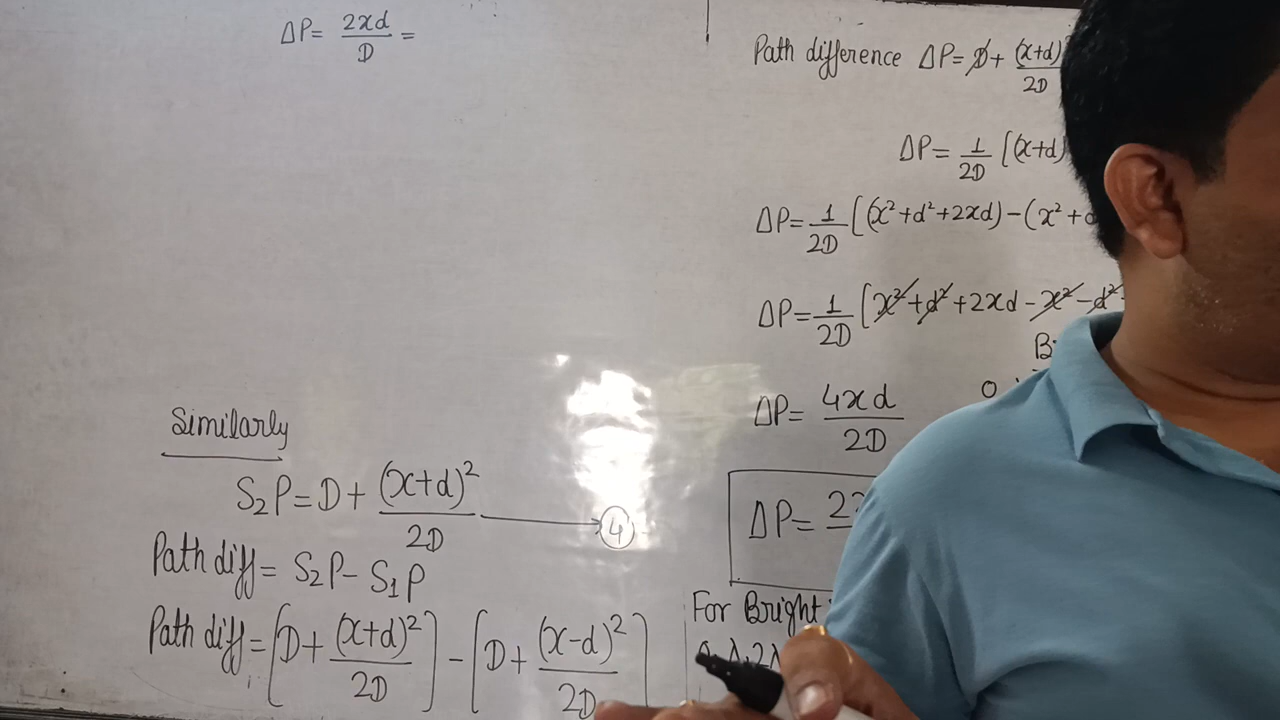 ΔP= 2xd/D =
Similarly
S₂P=D+ (x+d)²/2D → ④
Path diff= S₂P- S₁P
Path diff= [D+ (x+d)²/2D] - [D+ (x-d)²/2D]
Path difference ΔP= D+ (x+d)²/2D
ΔP= 1/2D [(x+d)
ΔP= 1/2D [(x²+d²+2xd)-(x²+
ΔP= 1/2D [x²+d²+2xd-x²-d²
ΔP= 4xd/2D
ΔP= 2x
For Bright